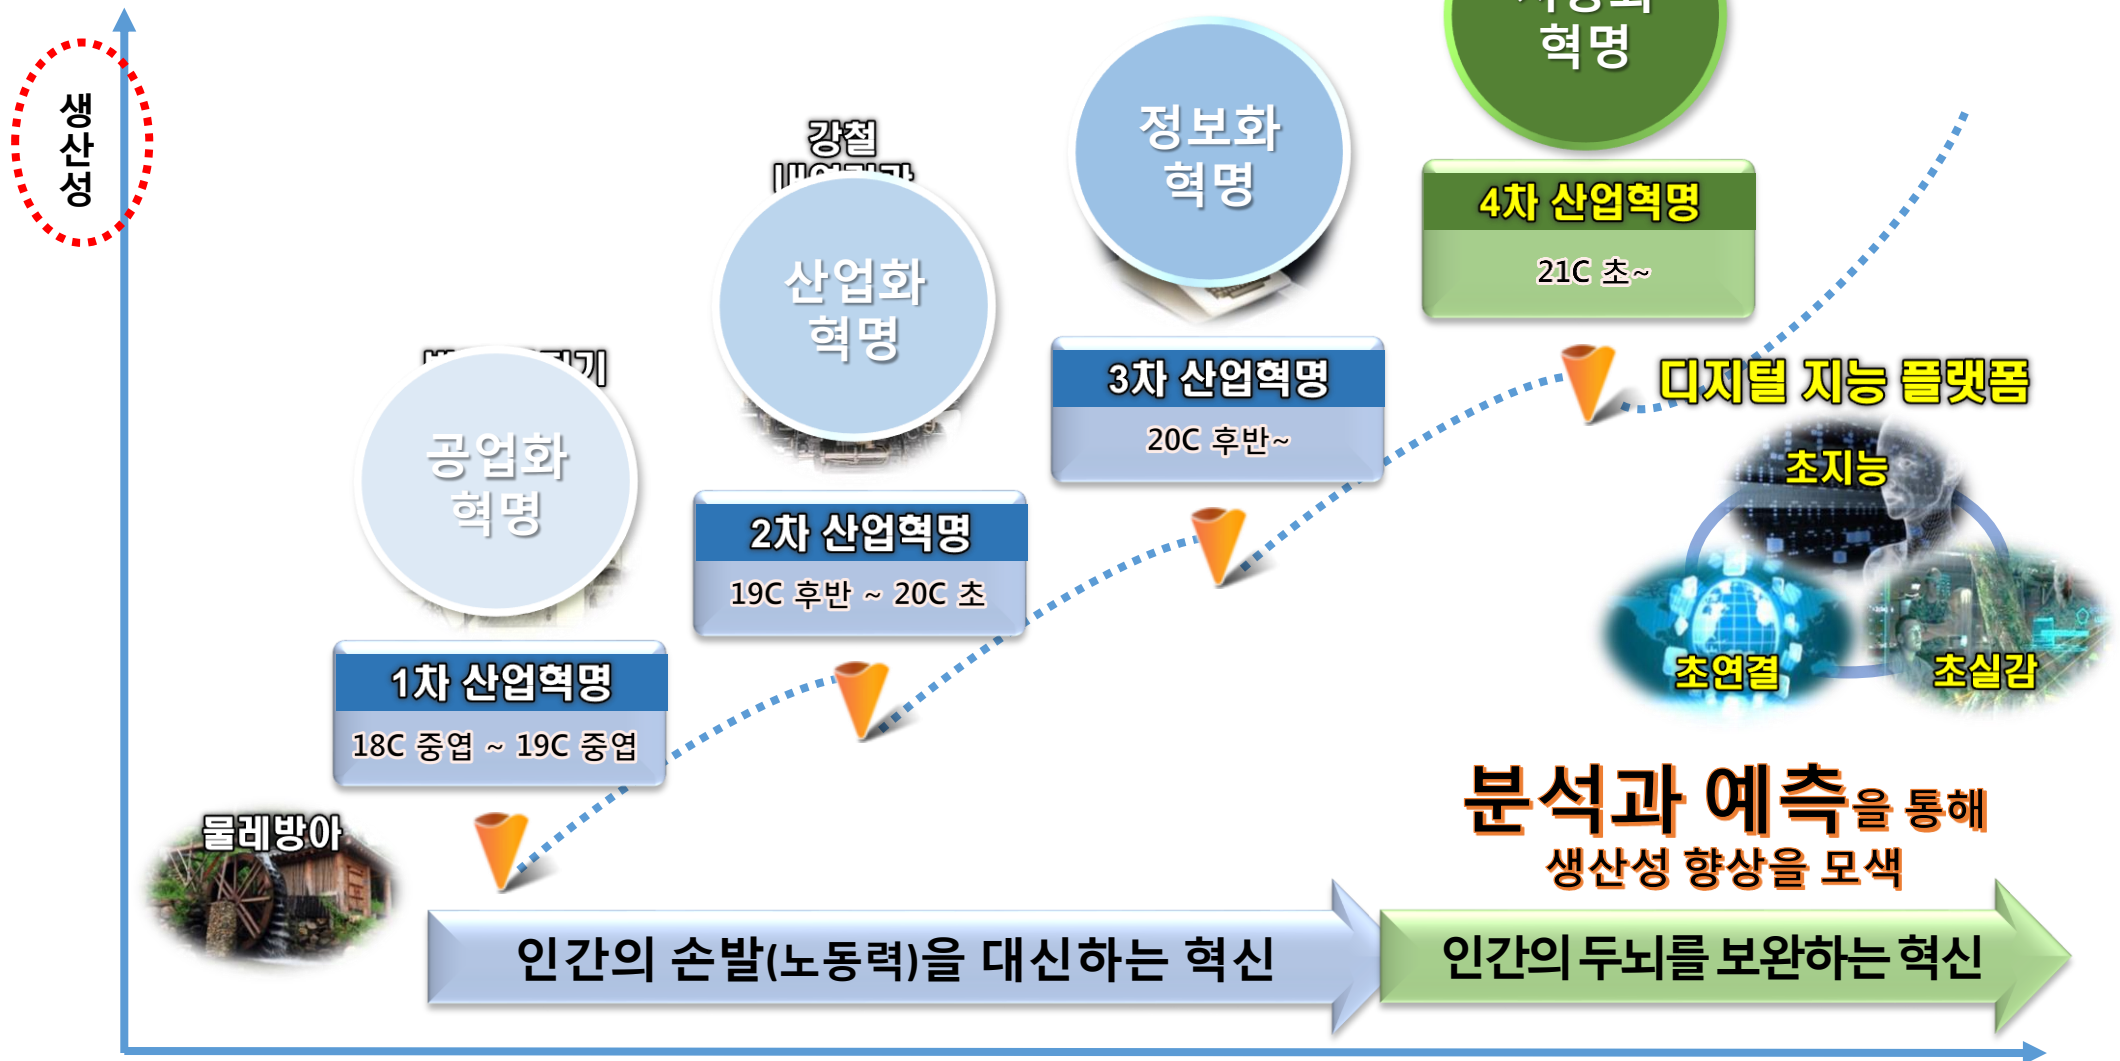 생산성
강철
정보화
혁명
혁명
4차 산업혁명
21C 초~
산업화
혁명
3차 산업혁명
20C 후반~
디지털 지능 플랫폼
초지능
초연결
초실감
공업화
혁명
2차 산업혁명
19C 후반 ~ 20C 초
1차 산업혁명
18C 중엽 ~ 19C 중엽
물레방아
분석과 예측을 통해
생산성 향상을 모색
인간의 손발(노동력)을 대신하는 혁신
인간의 두뇌를 보완하는 혁신